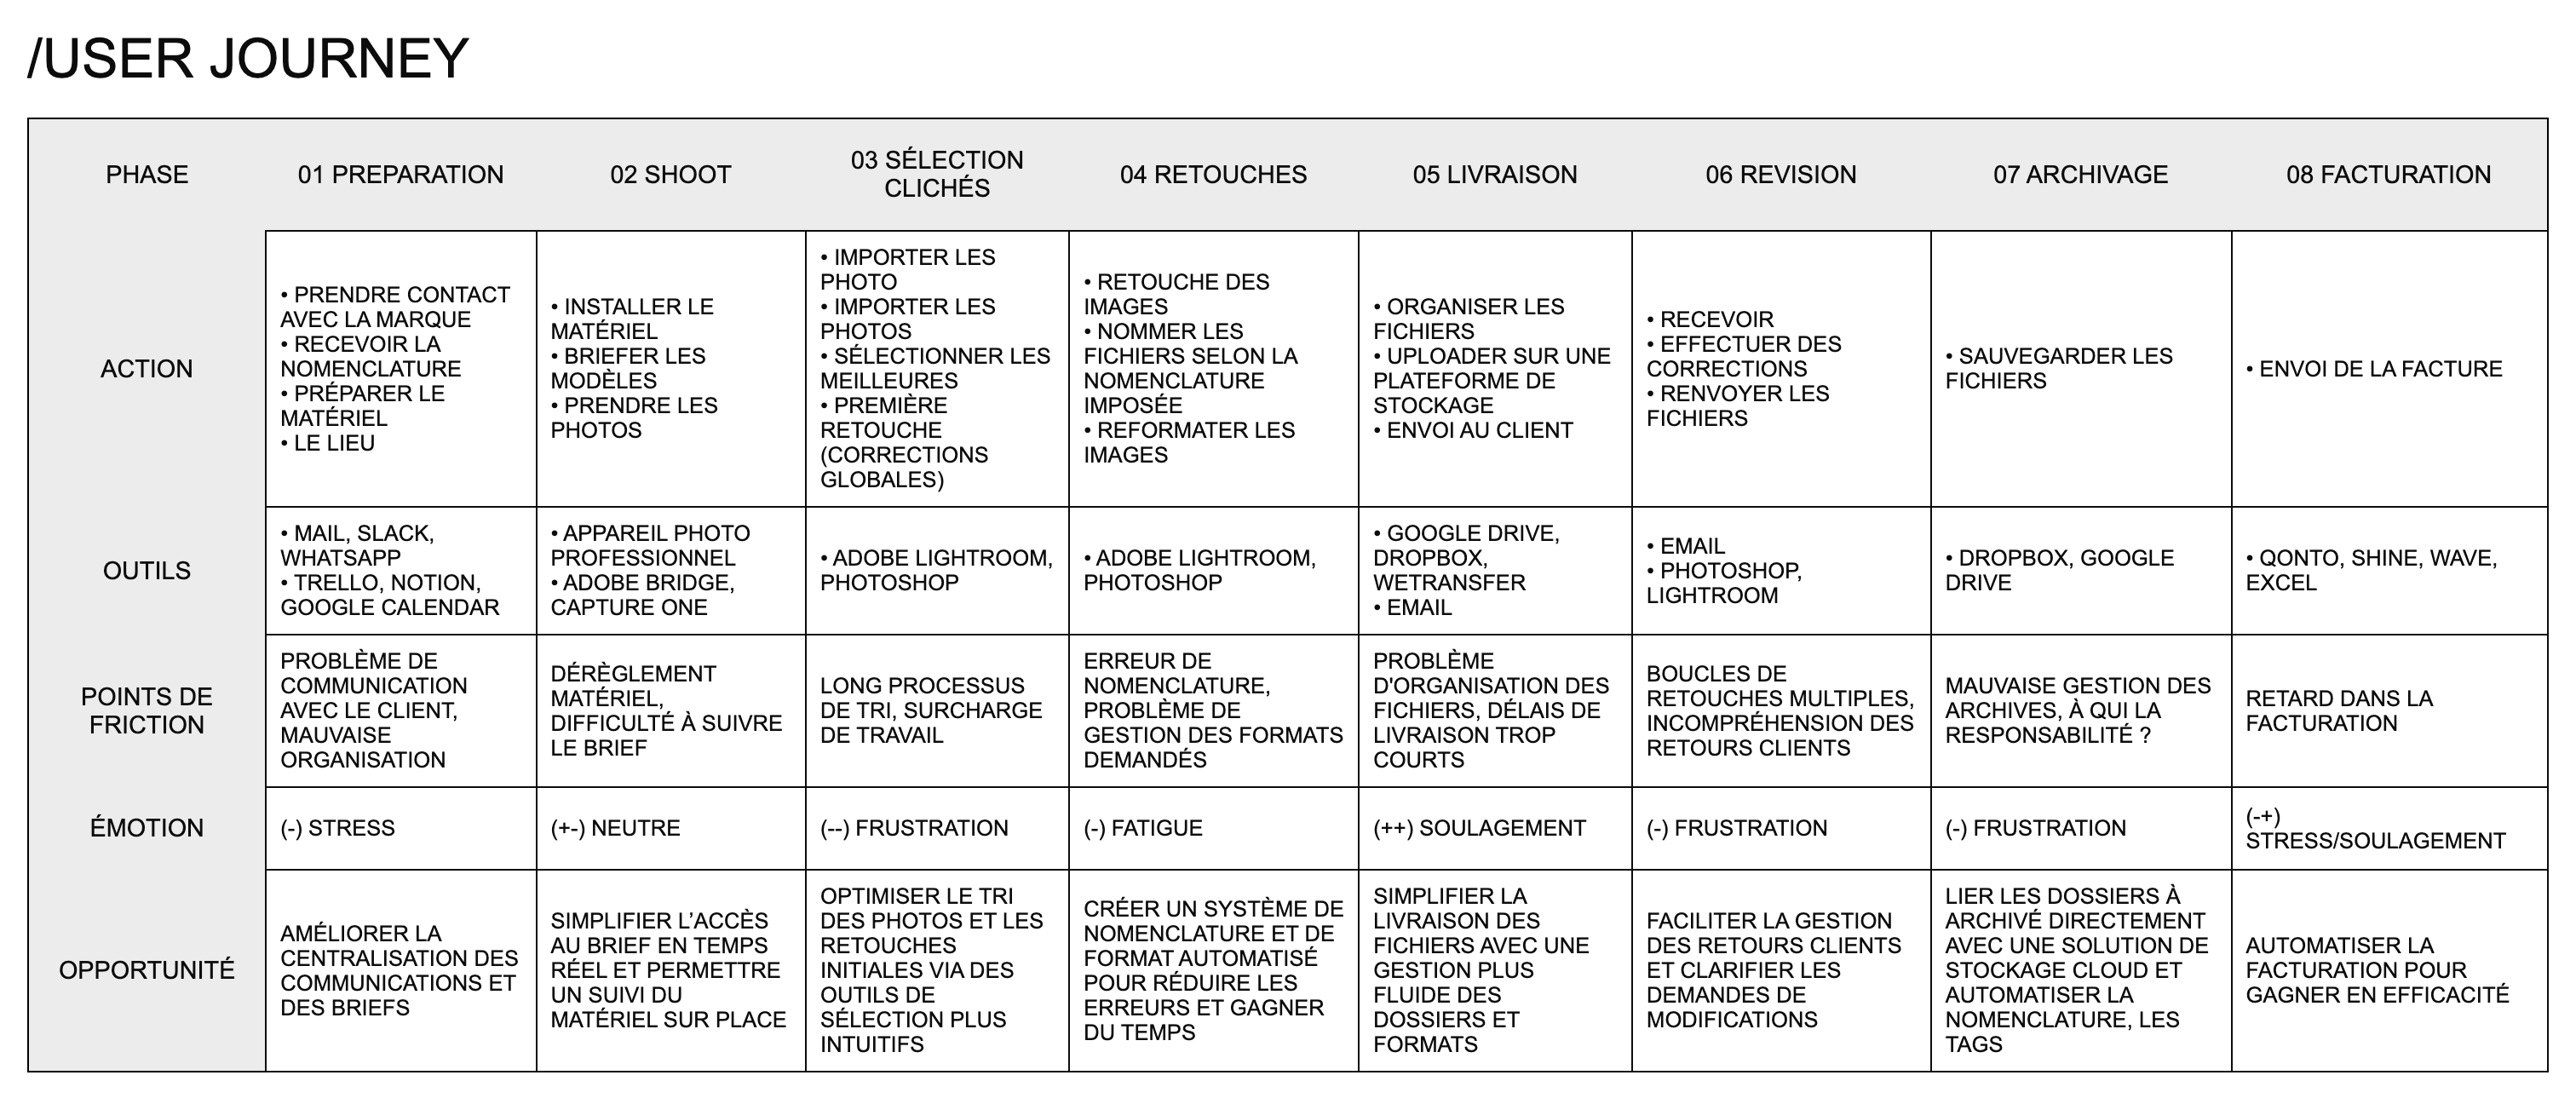 /USER JOURNEY
PHASE
01 PREPARATION
02 SHOOT
03 SÉLECTION
CLICHÉS
04 RETOUCHES
05 LIVRAISON
06 REVISION
07 ARCHIVAGE
08 FACTURATION
ACTION
• PRENDRE CONTACT
AVEC LA MARQUE
• RECEVOIR LA
NOMENCLATURE
• PRÉPARER LE
MATÉRIEL
• LE LIEU
• INSTALLER LE
MATÉRIEL
• BRIEFER LES
MODÈLES
• PRENDRE LES
PHOTOS
• IMPORTER LES
PHOTO
• IMPORTER LES
PHOTOS
• SÉLECTIONNER LES
MEILLEURES
• PREMIÈRE
RETOUCHE
(CORRECTIONS
GLOBALES)
• RETOUCHE DES
IMAGES
• NOMMER LES
FICHIERS SELON LA
NOMENCLATURE
IMPOSÉE
• REFORMATER LES
IMAGES
• ORGANISER LES
FICHIERS
• UPLOADER SUR UNE
PLATEFORME DE
STOCKAGE
• ENVOI AU CLIENT
• RECEVOIR
• EFFECTUER DES
CORRECTIONS
• RENVOYER LES
FICHIERS
• SAUVEGARDER LES
FICHIERS
• ENVOI DE LA FACTURE
OUTILS
• MAIL, SLACK,
WHATSAPP
• TRELLO, NOTION,
GOOGLE CALENDAR
• APPAREIL PHOTO
PROFESSIONNEL
• ADOBE BRIDGE,
CAPTURE ONE
• ADOBE LIGHTROOM,
PHOTOSHOP
• ADOBE LIGHTROOM,
PHOTOSHOP
• GOOGLE DRIVE,
DROPBOX,
WETRANSFER
• EMAIL
• EMAIL
• PHOTOSHOP,
LIGHTROOM
• DROPBOX, GOOGLE
DRIVE
• QONTO, SHINE, WAVE,
EXCEL
POINTS DE
FRICTION
PROBLÈME DE
COMMUNICATION
AVEC LE CLIENT,
MAUVAISE
ORGANISATION
DÉRÈGLEMENT
MATÉRIEL,
DIFFICULTÉ À SUIVRE
LE BRIEF
LONG PROCESSUS
DE TRI, SURCHARGE
DE TRAVAIL
ERREUR DE
NOMENCLATURE,
PROBLÈME DE
GESTION DES FORMATS
DEMANDÉS
PROBLÈME
D'ORGANISATION DES
FICHIERS, DÉLAIS DE
LIVRAISON TROP
COURTS
BOUCLES DE
RETOUCHES MULTIPLES,
INCOMPRÉHENSION DES
RETOURS CLIENTS
MAUVAISE GESTION DES
ARCHIVES, À QUI LA
RESPONSABILITÉ ?
RETARD DANS LA
FACTURATION
ÉMOTION
(-) STRESS
(+-) NEUTRE
(--) FRUSTRATION
(-) FATIGUE
(++) SOULAGEMENT
(-) FRUSTRATION
(-) FRUSTRATION
(-+)
STRESS/SOULAGEMENT
OPPORTUNITÉ
AMÉLIORER LA
CENTRALISATION DES
COMMUNICATIONS ET
DES BRIEFS
SIMPLIFIER L’ACCÈS
AU BRIEF EN TEMPS
RÉEL ET PERMETTRE
UN SUIVI DU
MATÉRIEL SUR PLACE
OPTIMISER LE TRI
DES PHOTOS ET LES
RETOUCHES
INITIALES VIA DES
OUTILS DE
SÉLECTION PLUS
INTUITIFS
CRÉER UN SYSTÈME DE
NOMENCLATURE ET DE
FORMAT AUTOMATISÉ
POUR RÉDUIRE LES
ERREURS ET GAGNER
DU TEMPS
SIMPLIFIER LA
LIVRAISON DES
FICHIERS AVEC UNE
GESTION PLUS
FLUIDE DES
DOSSIERS ET
FORMATS
FACILITER LA GESTION
DES RETOURS CLIENTS
ET CLARIFIER LES
DEMANDES DE
MODIFICATIONS
LIER LES DOSSIERS À
ARCHIVÉ DIRECTEMENT
AVEC UNE SOLUTION DE
STOCKAGE CLOUD ET
AUTOMATISER LA
NOMENCLATURE, LES
TAGS
AUTOMATISER LA
FACTURATION POUR
GAGNER EN EFFICACITÉ